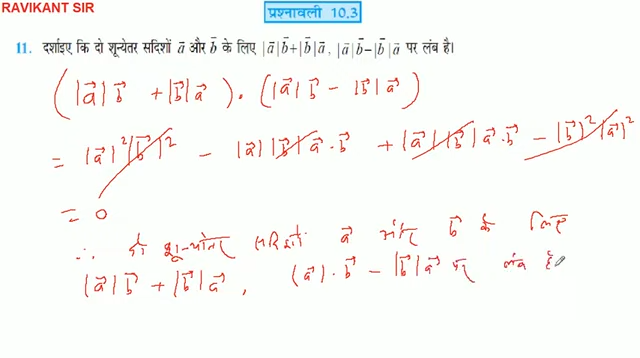 RAVIKANT SIR
प्रश्नावली 10.3
11. दर्शाइए कि दो शून्येतर सदिशों a⃗ और b⃗ के लिए |a⃗|b⃗+|b⃗|a⃗, |a⃗|b⃗−|b⃗|a⃗ पर लंब है।
(|a⃗|b⃗ + |b⃗|a⃗) · (|a⃗|b⃗ − |b⃗|a⃗)
= |a⃗|²|b⃗|² − |a⃗||b⃗|a⃗·b⃗ + |a⃗||b⃗|a⃗·b⃗ − |b⃗|²|a⃗|²
= 0
∴ दो शून्येतर सदिशों a⃗ और b⃗ के लिए
|a⃗|b⃗ + |b⃗|a⃗, (a⃗)·b⃗ − |b⃗|a⃗ पर लंब है